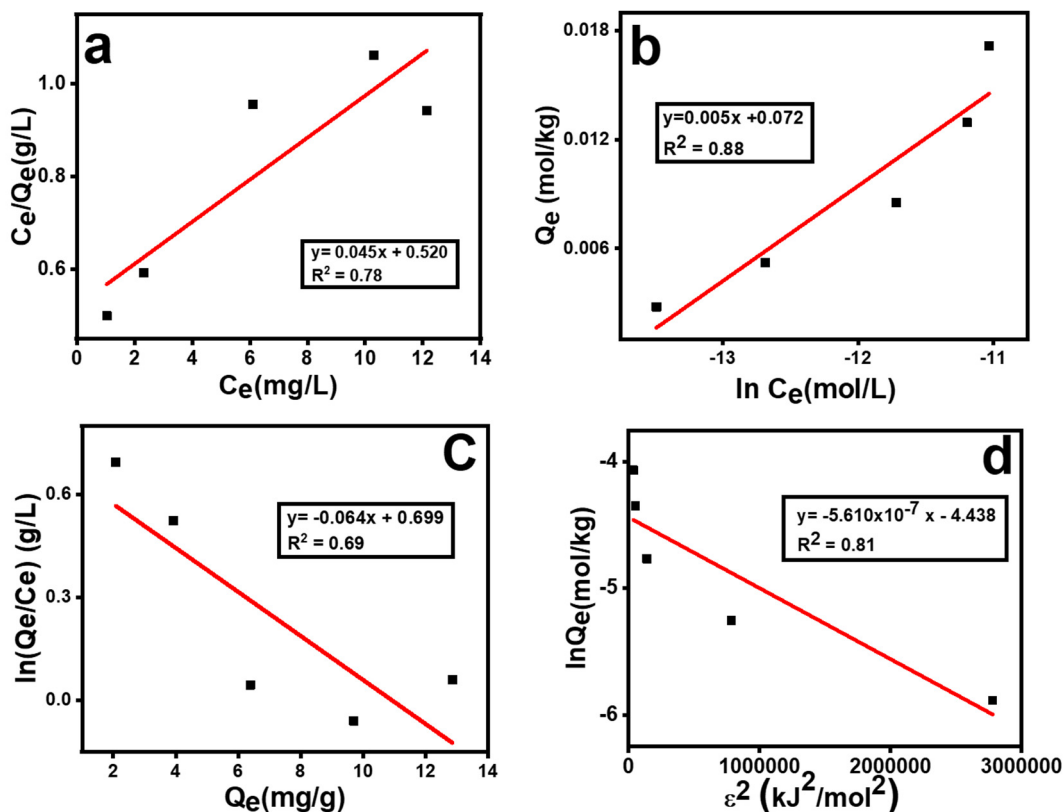 a
Ce/Qe(g/L)
1.0
0.8
0.6
y= 0.045x + 0.520
R² = 0.78
0 2 4 6 8 10 12 14
Ce(mg/L)
b
Qe (mol/kg)
0.018
0.012
0.006
y=0.005x +0.072
R² = 0.88
-13 -12 -11
ln Ce(mol/L)
C
ln(Qe/Ce) (g/L)
0.6
0.3
0.0
y= -0.064x + 0.699
R² = 0.69
2 4 6 8 10 12 14
Qe(mg/g)
d
lnQe(mol/kg)
-4
-5
-6
y= -5.610x10⁻⁷ x - 4.438
R² = 0.81
0 1000000 2000000 3000000
ε² (kJ²/mol²)